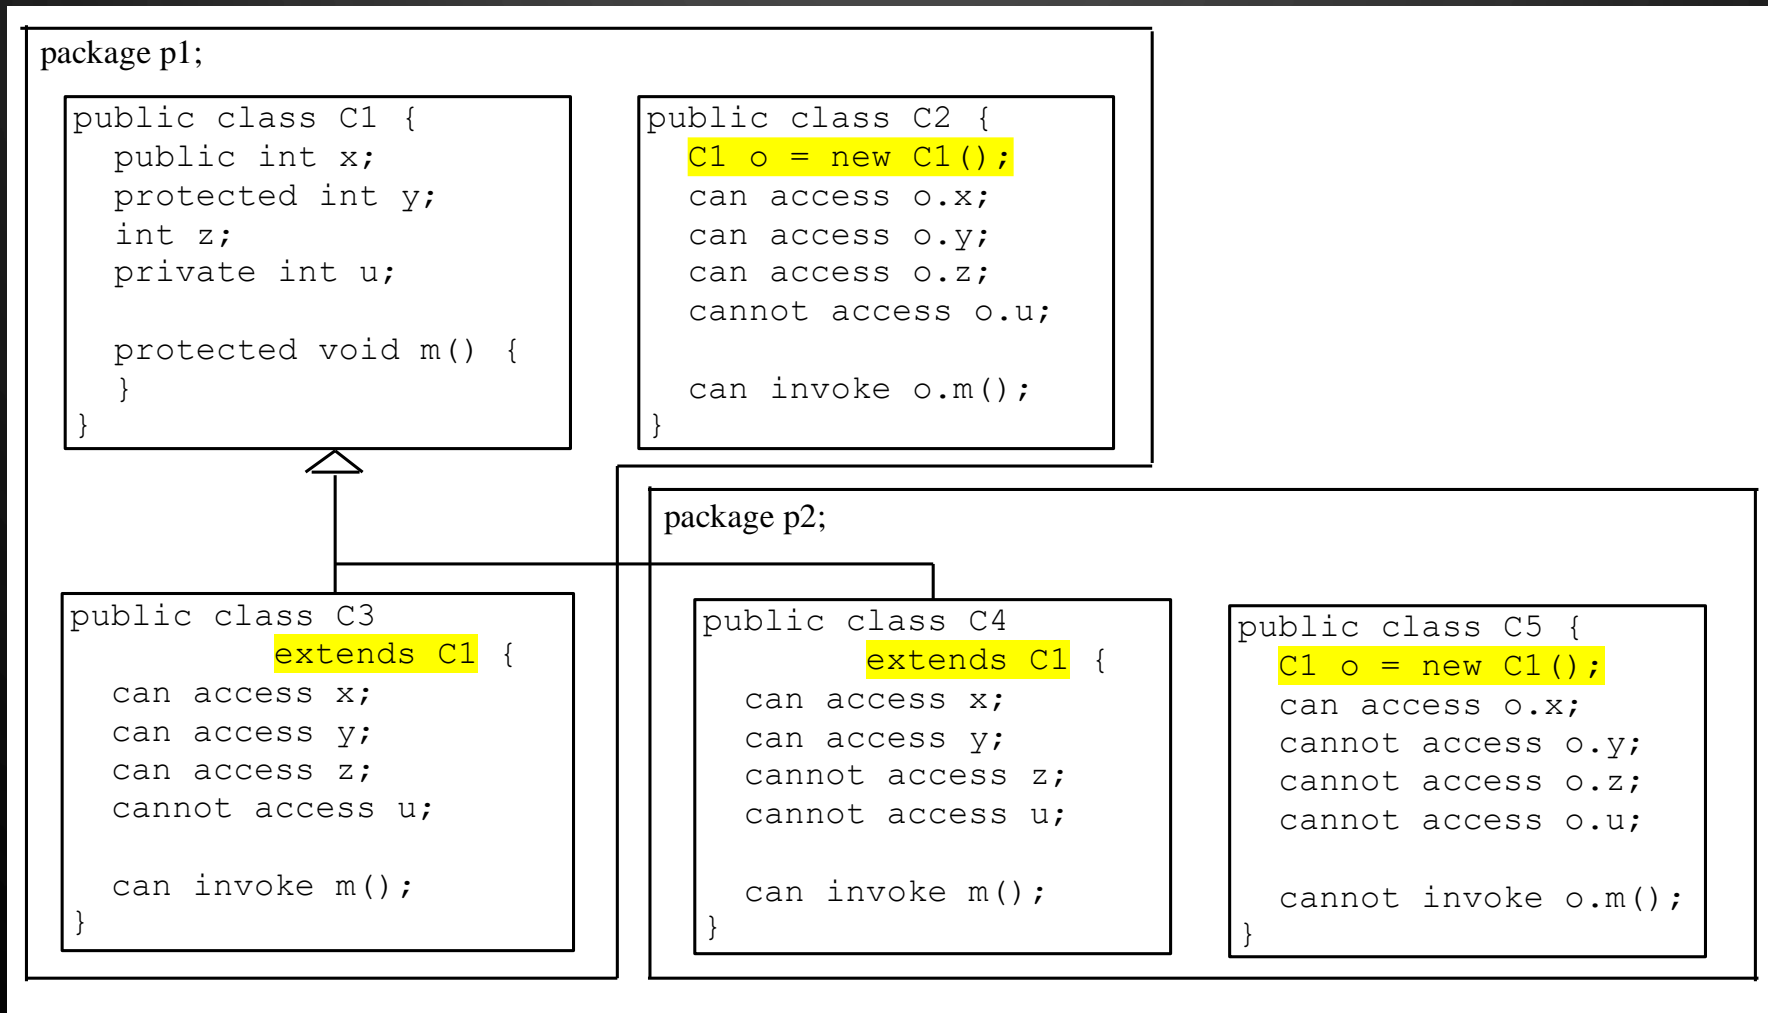 package p1;
public class C1 {
public int x;
protected int y;
int z;
private int u;
protected void m() {
}
}
public class C2 {
C1 o = new C1();
can access o.x;
can access o.y;
can access o.z;
cannot access o.u;
can invoke o.m();
}
public class C3
extends C1 {
can access x;
can access y;
can access z;
cannot access u;
can invoke m();
}
package p2;
public class C4
extends C1 {
can access x;
can access y;
cannot access z;
cannot access u;
can invoke m();
}
public class C5 {
C1 o = new C1();
can access o.x;
cannot access o.y;
cannot access o.z;
cannot access o.u;
cannot invoke o.m();
}